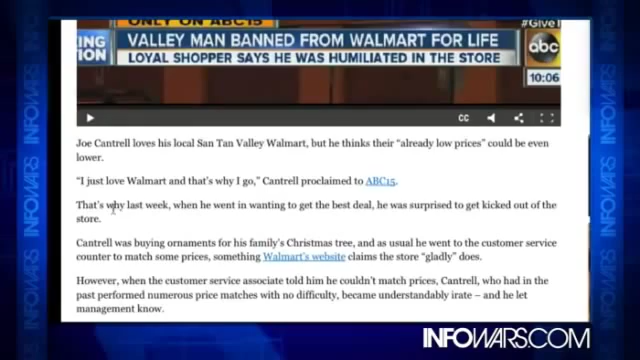 ONLY ON ABC15
#Give
KING
TION
VALLEY MAN BANNED FROM WALMART FOR LIFE
LOYAL SHOPPER SAYS HE WAS HUMILIATED IN THE STORE
abc
10:06
CC
Joe Cantrell loves his local San Tan Valley Walmart, but he thinks their “already low prices” could be even
lower.
“I just love Walmart and that’s why I go,” Cantrell proclaimed to ABC15.
That’s why last week, when he went in wanting to get the best deal, he was surprised to get kicked out of the
store.
Cantrell was buying ornaments for his family’s Christmas tree, and as usual he went to the customer service
counter to match some prices, something Walmart’s website claims the store “gladly” does.
However, when the customer service associate told him he couldn’t match prices, Cantrell, who had in the
past performed numerous price matches with no difficulty, became understandably irate – and he let
management know.
INFOWARS
INFOWARS
INFOWARS
INFOWARS
INFOWARS.COM